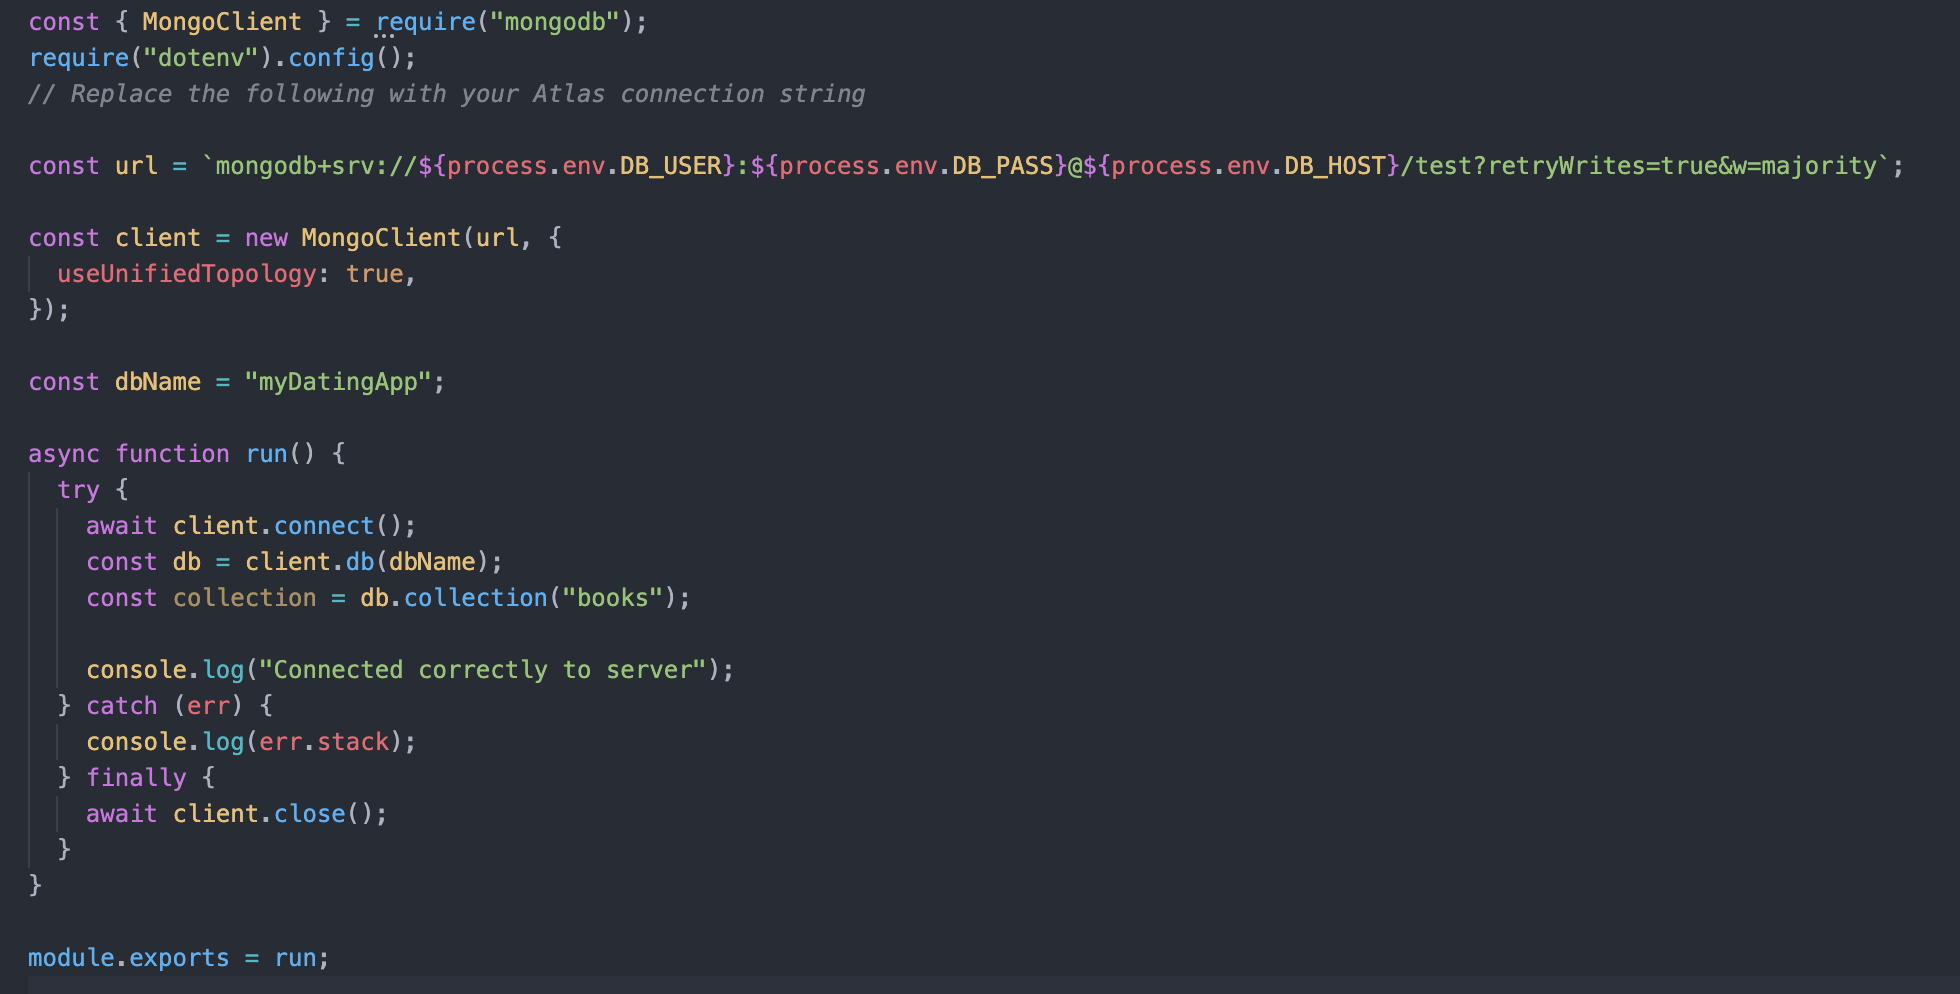 const { MongoClient } = require("mongodb");
require("dotenv").config();
// Replace the following with your Atlas connection string
const url = `mongodb+srv://${process.env.DB_USER}:${process.env.DB_PASS}@${process.env.DB_HOST}/test?retryWrites=true&w=majority`;
const client = new MongoClient(url, {
  useUnifiedTopology: true,
});
const dbName = "myDatingApp";
async function run() {
  try {
    await client.connect();
    const db = client.db(dbName);
    const collection = db.collection("books");
    console.log("Connected correctly to server");
  } catch (err) {
    console.log(err.stack);
  } finally {
    await client.close();
  }
}
module.exports = run;